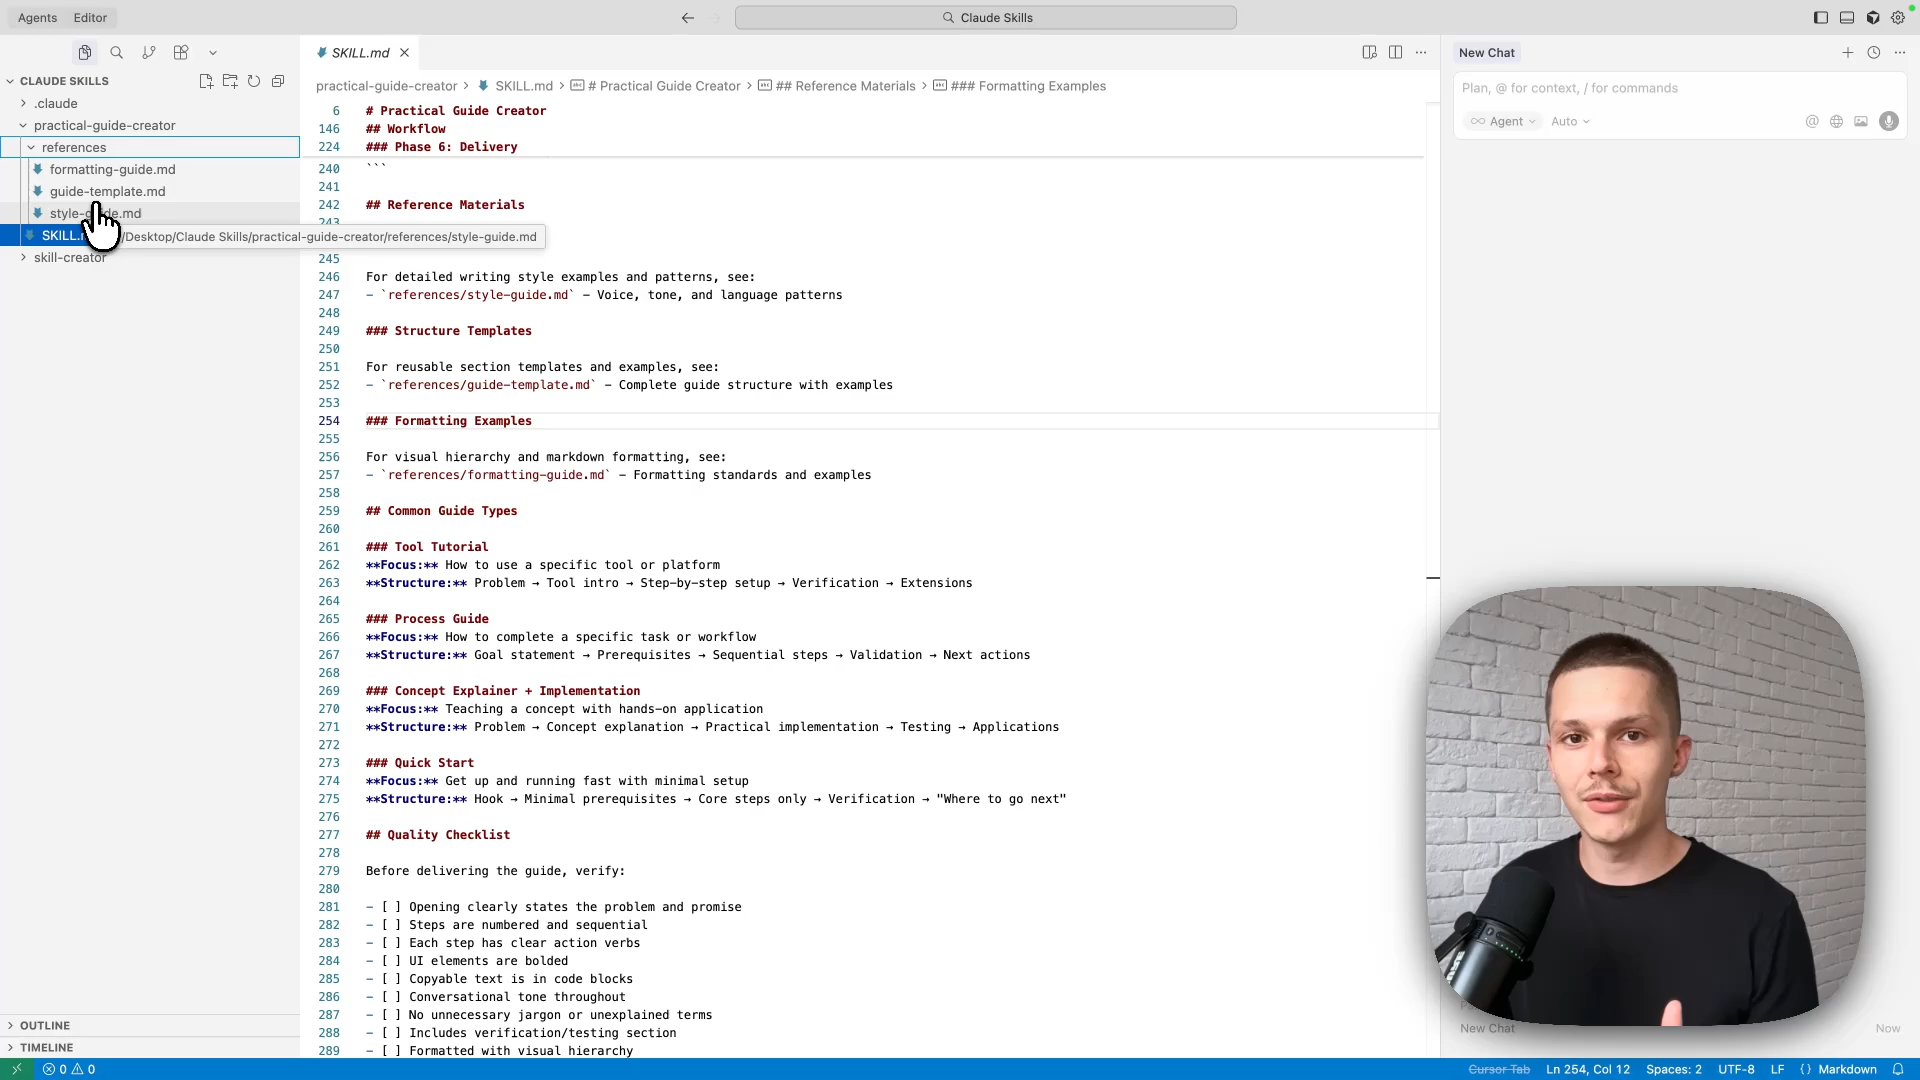 Agents Editor
Claude Skills
CLAUDE SKILLS
.claude
practical-guide-creator
references
formatting-guide.md
guide-template.md
style-guide.md
SKILL.
/Desktop/Claude Skills/practical-guide-creator/references/style-guide.md
skill-creator
OUTLINE
TIMELINE
SKILL.md
practical-guide-creator > SKILL.md > # Practical Guide Creator > ## Reference Materials > ### Formatting Examples
6 # Practical Guide Creator
146 ## Workflow
224 ### Phase 6: Delivery
240 ```
241
242 ## Reference Materials
243
245
246 For detailed writing style examples and patterns, see:
247 - `references/style-guide.md` - Voice, tone, and language patterns
248
249 ### Structure Templates
250
251 For reusable section templates and examples, see:
252 - `references/guide-template.md` - Complete guide structure with examples
253
254 ### Formatting Examples
255
256 For visual hierarchy and markdown formatting, see:
257 - `references/formatting-guide.md` - Formatting standards and examples
258
259 ## Common Guide Types
260
261 ### Tool Tutorial
262 **Focus:** How to use a specific tool or platform
263 **Structure:** Problem → Tool intro → Step-by-step setup → Verification → Extensions
264
265 ### Process Guide
266 **Focus:** How to complete a specific task or workflow
267 **Structure:** Goal statement → Prerequisites → Sequential steps → Validation → Next actions
268
269 ### Concept Explainer + Implementation
270 **Focus:** Teaching a concept with hands-on application
271 **Structure:** Problem → Concept explanation → Practical implementation → Testing → Applications
272
273 ### Quick Start
274 **Focus:** Get up and running fast with minimal setup
275 **Structure:** Hook → Minimal prerequisites → Core steps only → Verification → "Where to go next"
276
277 ## Quality Checklist
278
279 Before delivering the guide, verify:
280
281 - [ ] Opening clearly states the problem and promise
282 - [ ] Steps are numbered and sequential
283 - [ ] Each step has clear action verbs
284 - [ ] UI elements are bolded
285 - [ ] Copyable text is in code blocks
286 - [ ] Conversational tone throughout
287 - [ ] No unnecessary jargon or unexplained terms
288 - [ ] Includes verification/testing section
289 - [ ] Formatted with visual hierarchy
New Chat
Plan, @ for context, / for commands
Agent Auto
New Chat Now
0 0
Cursor Tab Ln 254, Col 12 Spaces: 2 UTF-8 LF {} Markdown